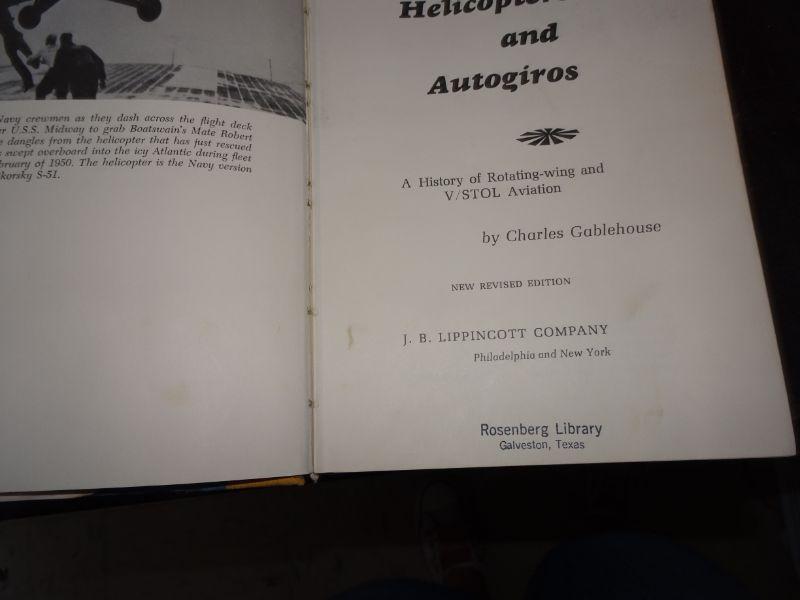 Navy crewmen as they dash across the flight deck
U.S.S. Midway to grab Boatswain's Mate Robert
dangles from the helicopter that has just rescued
swept overboard into the icy Atlantic during fleet
of 1950. The helicopter is the Navy version
S-51.
Helicopters
and
Autogiros
A History of Rotating-wing and
V/STOL Aviation
by Charles Gablehouse
NEW REVISED EDITION
J. B. LIPPINCOTT COMPANY
Philadelphia and New York
Rosenberg Library
Galveston, Texas